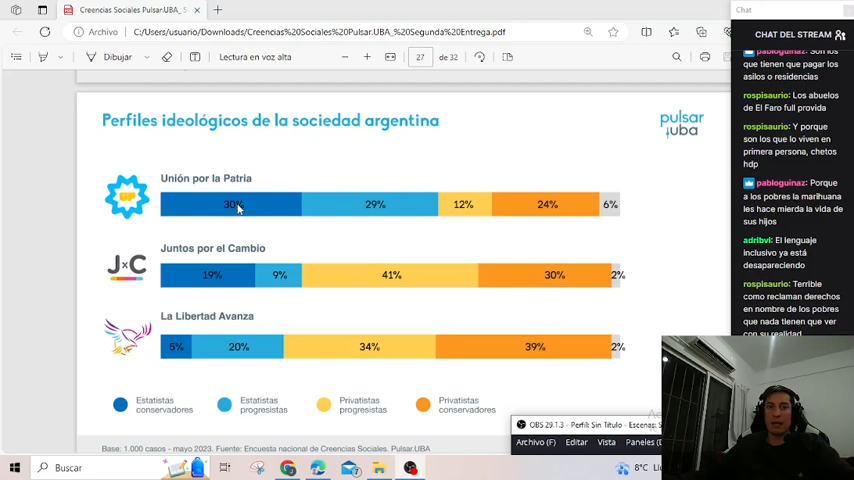 Creencias Sociales Pulsar.UBA_
Archivo
C:/Users/usuario/Downloads/Creencias%20Sociales%20Pulsar.UBA_%20Segunda%20Entrega.pdf
Dibujar
Lectura en voz alta
27
de 32
Perfiles ideológicos de la sociedad argentina
pulsar
uba
Unión por la Patria
UP
30%
29%
12%
24%
6%
Juntos por el Cambio
JxC
19%
9%
41%
30%
2%
La Libertad Avanza
5%
20%
34%
39%
2%
Estatistas
conservadores
Estatistas
progresistas
Privatistas
progresistas
Privatistas
conservadores
Base: 1.000 casos - mayo 2023. Fuente: Encuesta nacional de Creencias Sociales. Pulsar.UBA
Chat
CHAT DEL STREAM
pabloguinaz: Son los
que tienen que pagar los
asilos o residencias
rospisaurio: Los abuelos
de El Faro full provida
rospisaurio: Y porque
son los que lo viven en
primera persona, chetos
hdp
pabloguinaz: Porque
a los pobres la marihuana
les hace mierda la vida de
sus hijos
adribvi: El lenguaje
inclusivo ya está
desapareciendo
rospisaurio: Terrible
como reclaman derechos
en nombre de los pobres
que nada tienen que ver
con su realidad
OBS 29.1.3 - Perfil: Sin Título - Escenas: S
Archivo (F)
Editar
Vista
Paneles (D
Buscar
8°C